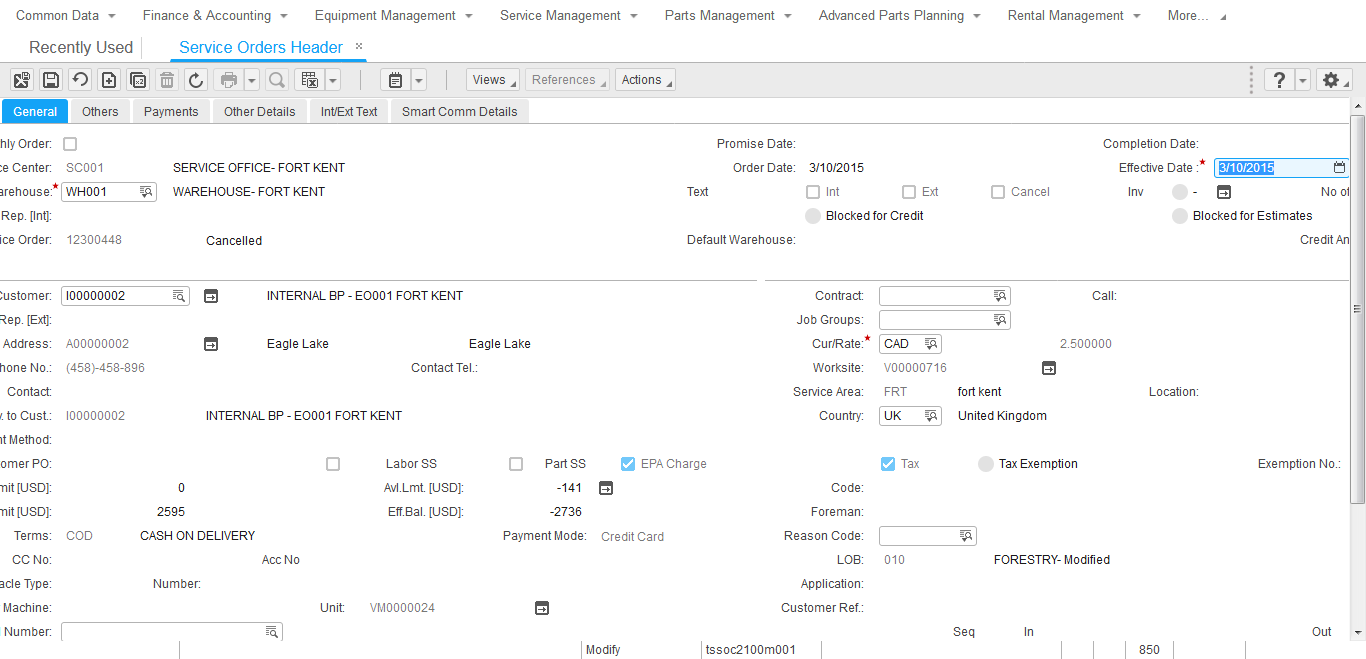 Common Data Finance & Accounting Equipment Management Service Management Parts Management Advanced Parts Planning Rental Management More...
Recently Used Service Orders Header ×
Views References Actions ?
General Others Payments Other Details Int/Ext Text Smart Comm Details
hly Order: Promise Date: Completion Date:
ce Center: SC001 SERVICE OFFICE- FORT KENT Order Date: 3/10/2015 Effective Date :* 3/10/2015
arehouse:* WH001 WAREHOUSE- FORT KENT Text Int Ext Cancel Inv - No of
Rep. [Int]: Blocked for Credit Blocked for Estimates
ice Order: 12300448 Cancelled Default Warehouse: Credit An
Customer: I00000002 INTERNAL BP - EO001 FORT KENT Contract: Call:
Rep. [Ext]: Job Groups:
Address: A00000002 Eagle Lake Eagle Lake Cur/Rate:* CAD 2.500000
hone No.: (458)-458-896 Contact Tel.: Worksite: V00000716
Contact: Service Area: FRT fort kent Location:
. to Cust.: I00000002 INTERNAL BP - EO001 FORT KENT Country: UK United Kingdom
nt Method:
omer PO: Labor SS Part SS EPA Charge Tax Tax Exemption Exemption No.:
mit [USD]: 0 Avl.Lmt. [USD]: -141 Code:
mit [USD]: 2595 Eff.Bal. [USD]: -2736 Foreman:
Terms: COD CASH ON DELIVERY Payment Mode: Credit Card Reason Code:
CC No: Acc No LOB: 010 FORESTRY- Modified
acle Type: Number: Application:
Machine: Unit: VM0000024 Customer Ref.:
l Number: Seq In Out
Modify tssoc2100m001 850